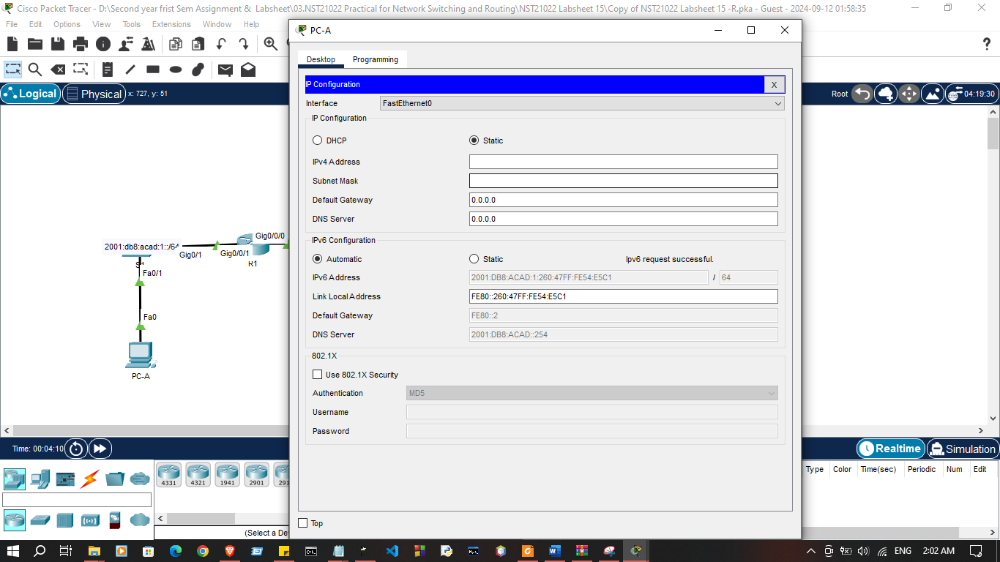 Cisco Packet Tracer - D:\Second year frist Sem Assignment & Labsheet\03.NST21022 Practical for Network Switching and Routing\NST21022 Labsheet 15\Copy of NST21022 Labsheet 15 -R.pka - Guest - 2024-09-12 01:58:35
File Edit Options View Tools Extensions Window Help
PC-A
Desktop Programming
IP Configuration X
Logical Physical x: 727, y: 51
Root 04:19:30
Interface FastEthernet0
IP Configuration
DHCP Static
IPv4 Address
Subnet Mask
Default Gateway 0.0.0.0
DNS Server 0.0.0.0
IPv6 Configuration
Automatic Static Ipv6 request successful.
IPv6 Address 2001:DB8:ACAD:1:260:47FF:FE54:E5C1 / 64
Link Local Address FE80::260:47FF:FE54:E5C1
Default Gateway FE80::2
DNS Server 2001:DB8:ACAD::254
802.1X
Use 802.1X Security
Authentication MD5
Username
Password
Top
Gig0/0/0
2001:db8:acad:1::/64
Gig0/1 Gig0/0/1
R1
S1
Fa0/1
Fa0
PC-A
Time: 00:04:10
Realtime Simulation
4331 4321 1941 2901 291
Type Color Time(sec) Periodic Num Edit
(Select a De
ENG 2:02 AM